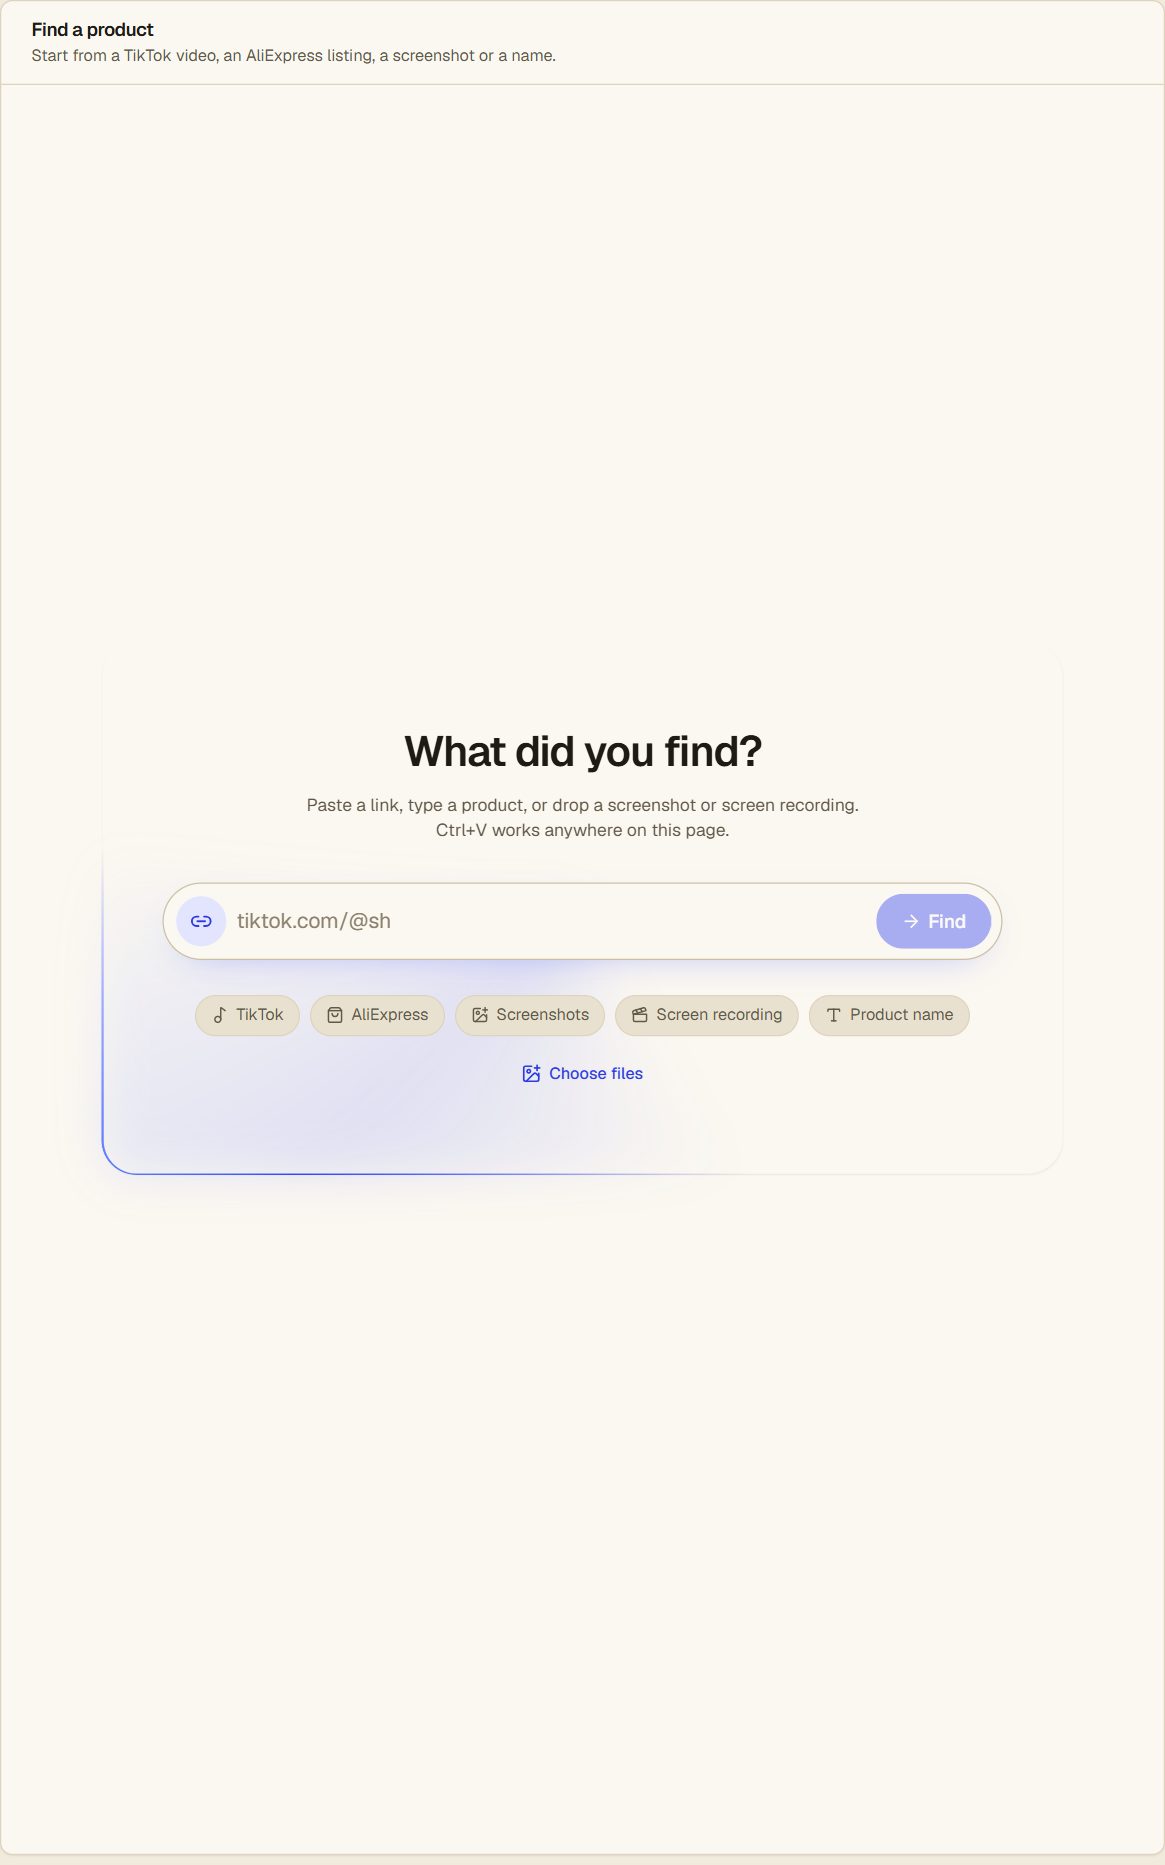 Find a product
Start from a TikTok video, an AliExpress listing, a screenshot or a name.
What did you find?
Paste a link, type a product, or drop a screenshot or screen recording.
Ctrl+V works anywhere on this page.
tiktok.com/@sh
Find
TikTok
AliExpress
Screenshots
Screen recording
Product name
Choose files